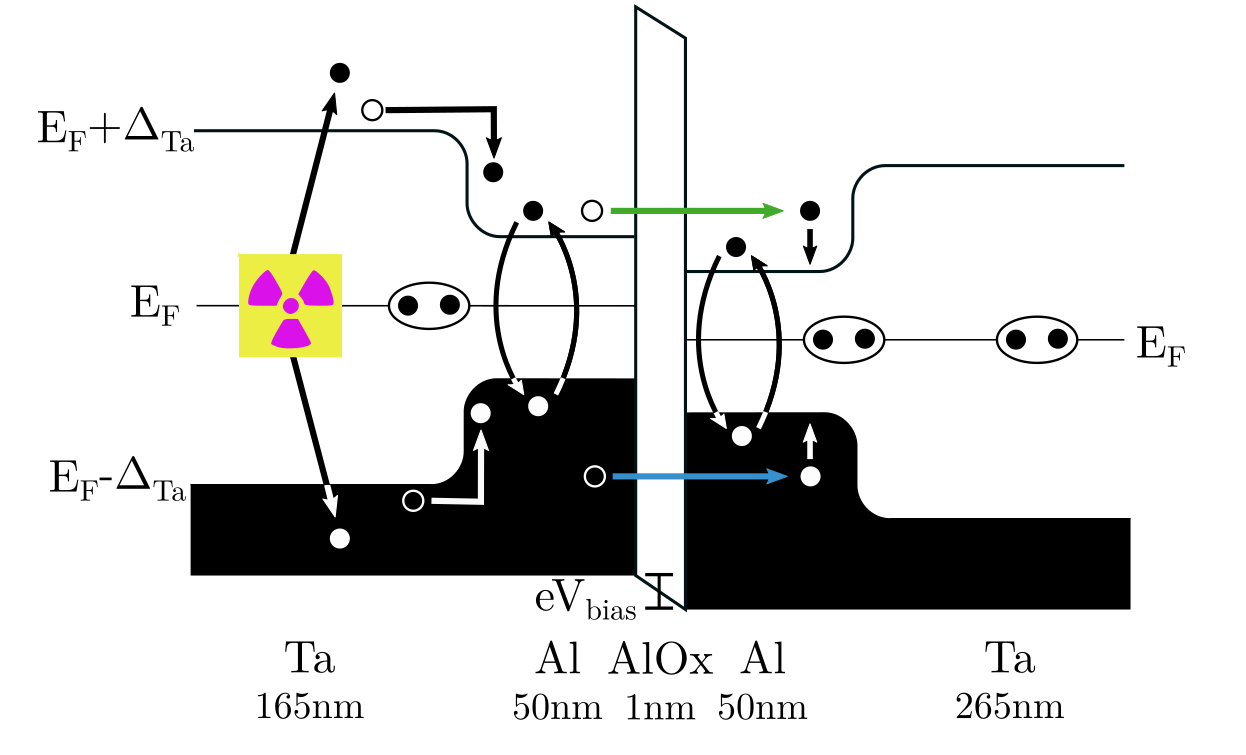 E_F+Δ_Ta
E_F
E_F
E_F-Δ_Ta
eV_bias
Ta Al AlOx Al Ta
165nm 50nm 1nm 50nm 265nm